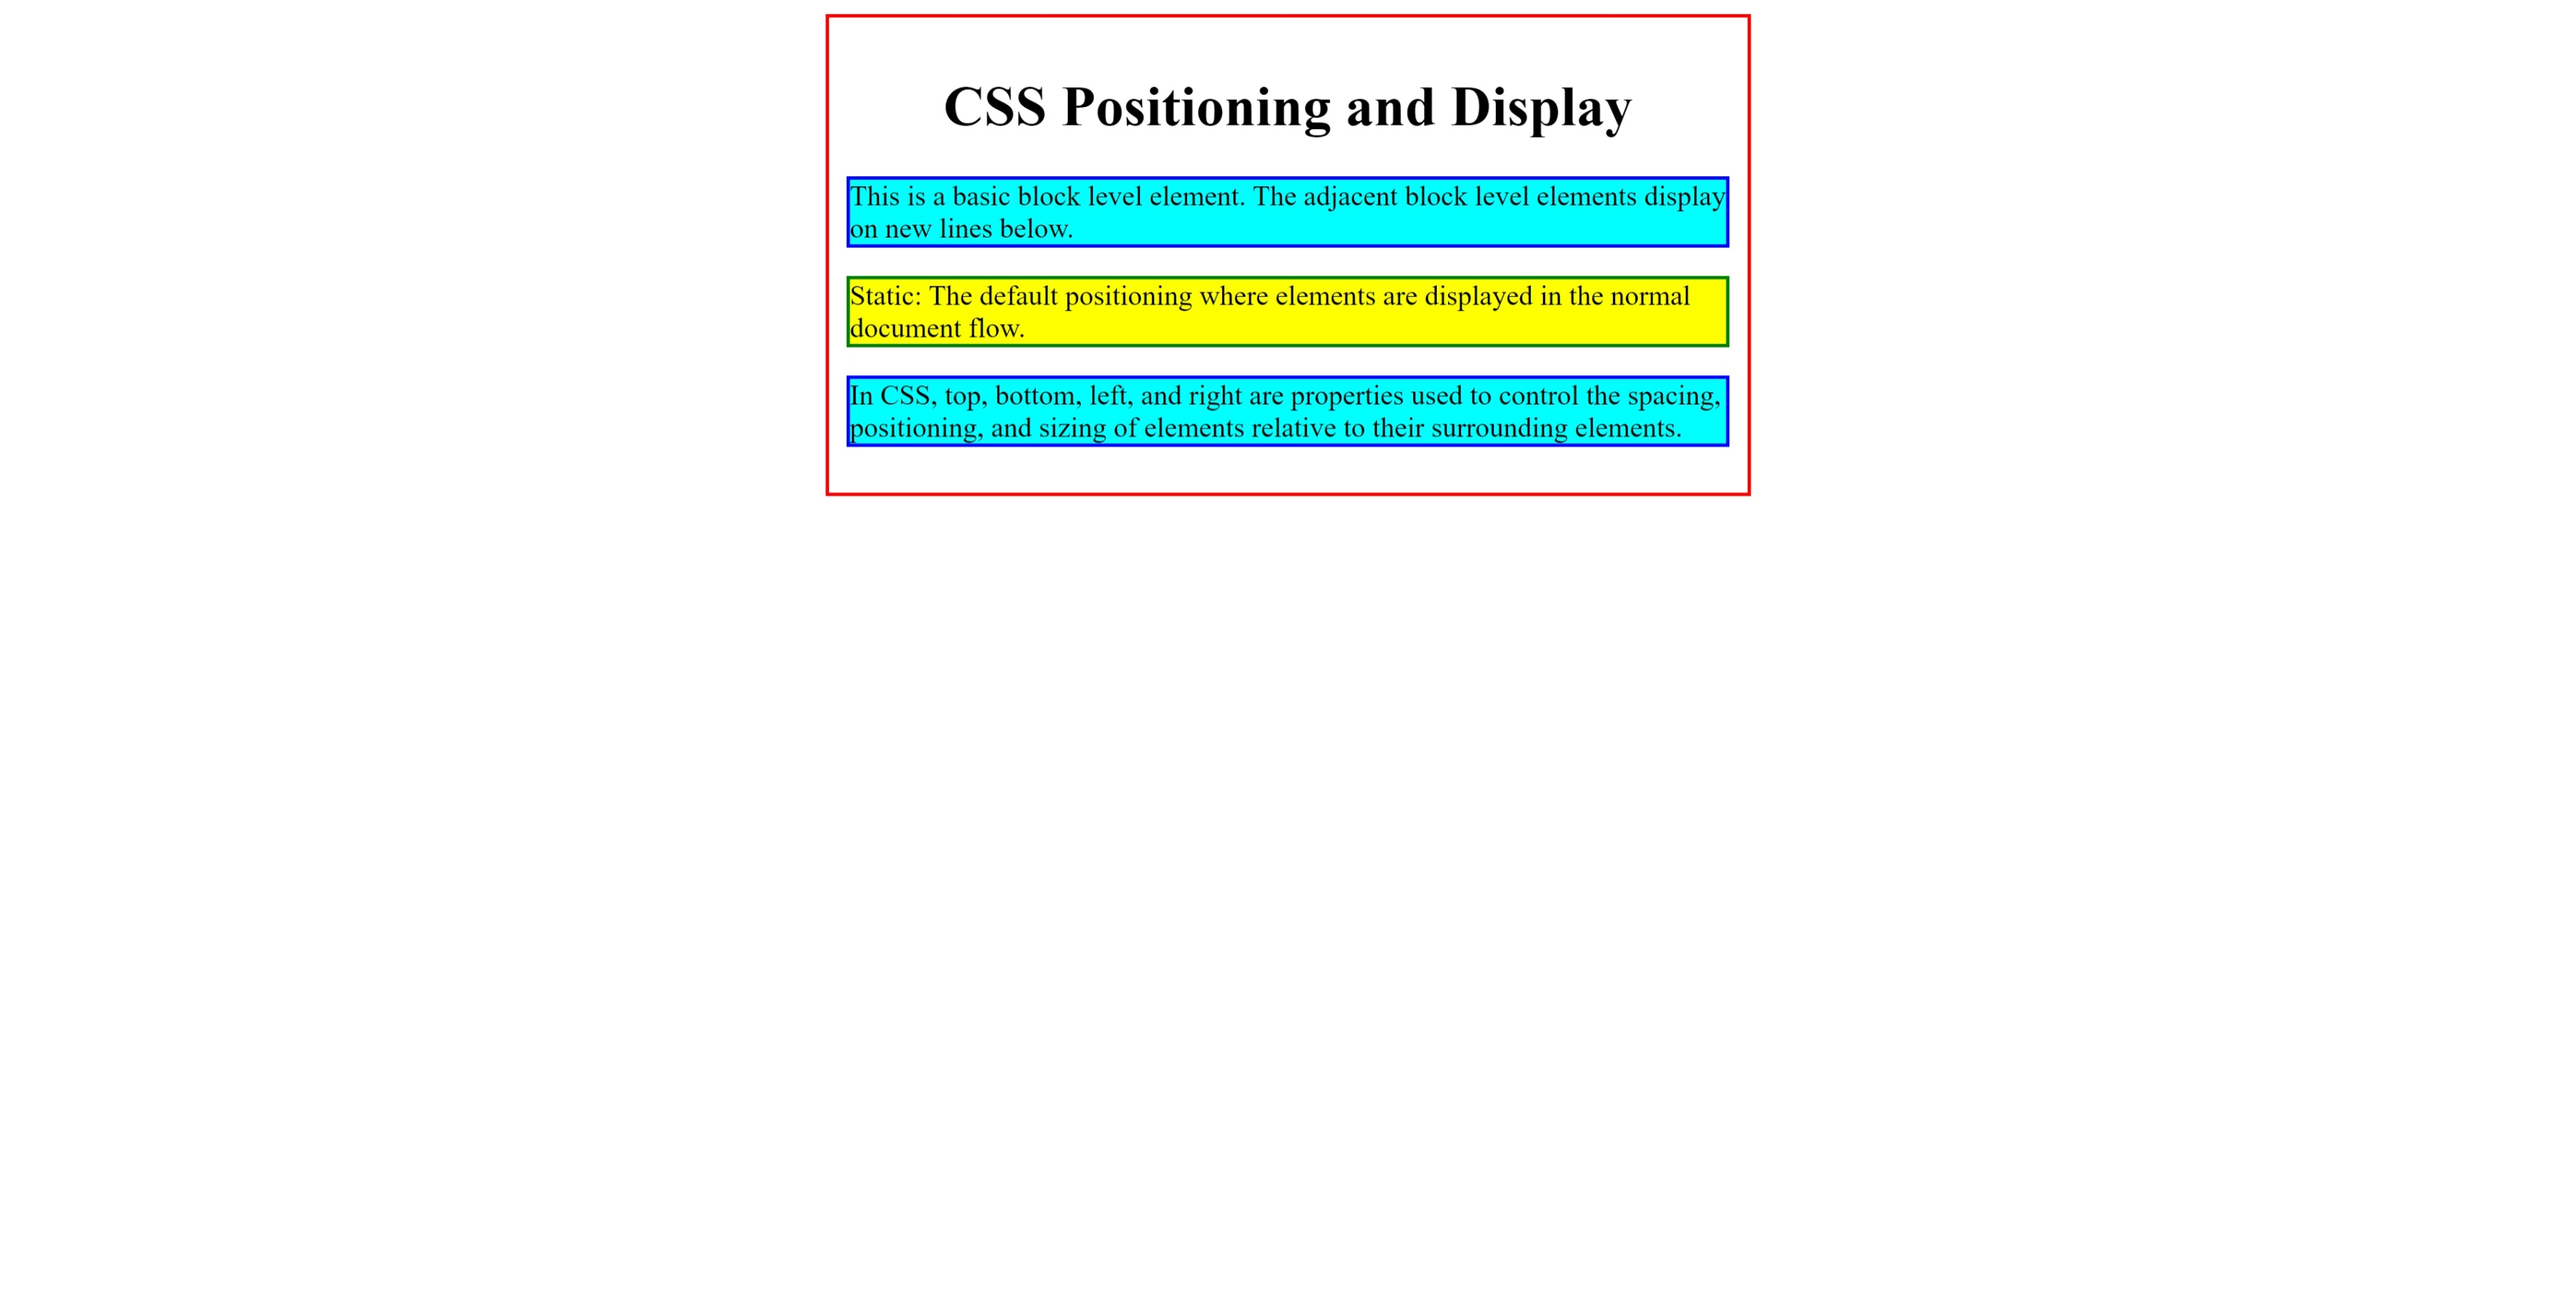 CSS Positioning and Display
This is a basic block level element. The adjacent block level elements display
on new lines below.
Static: The default positioning where elements are displayed in the normal
document flow.
In CSS, top, bottom, left, and right are properties used to control the spacing,
positioning, and sizing of elements relative to their surrounding elements.